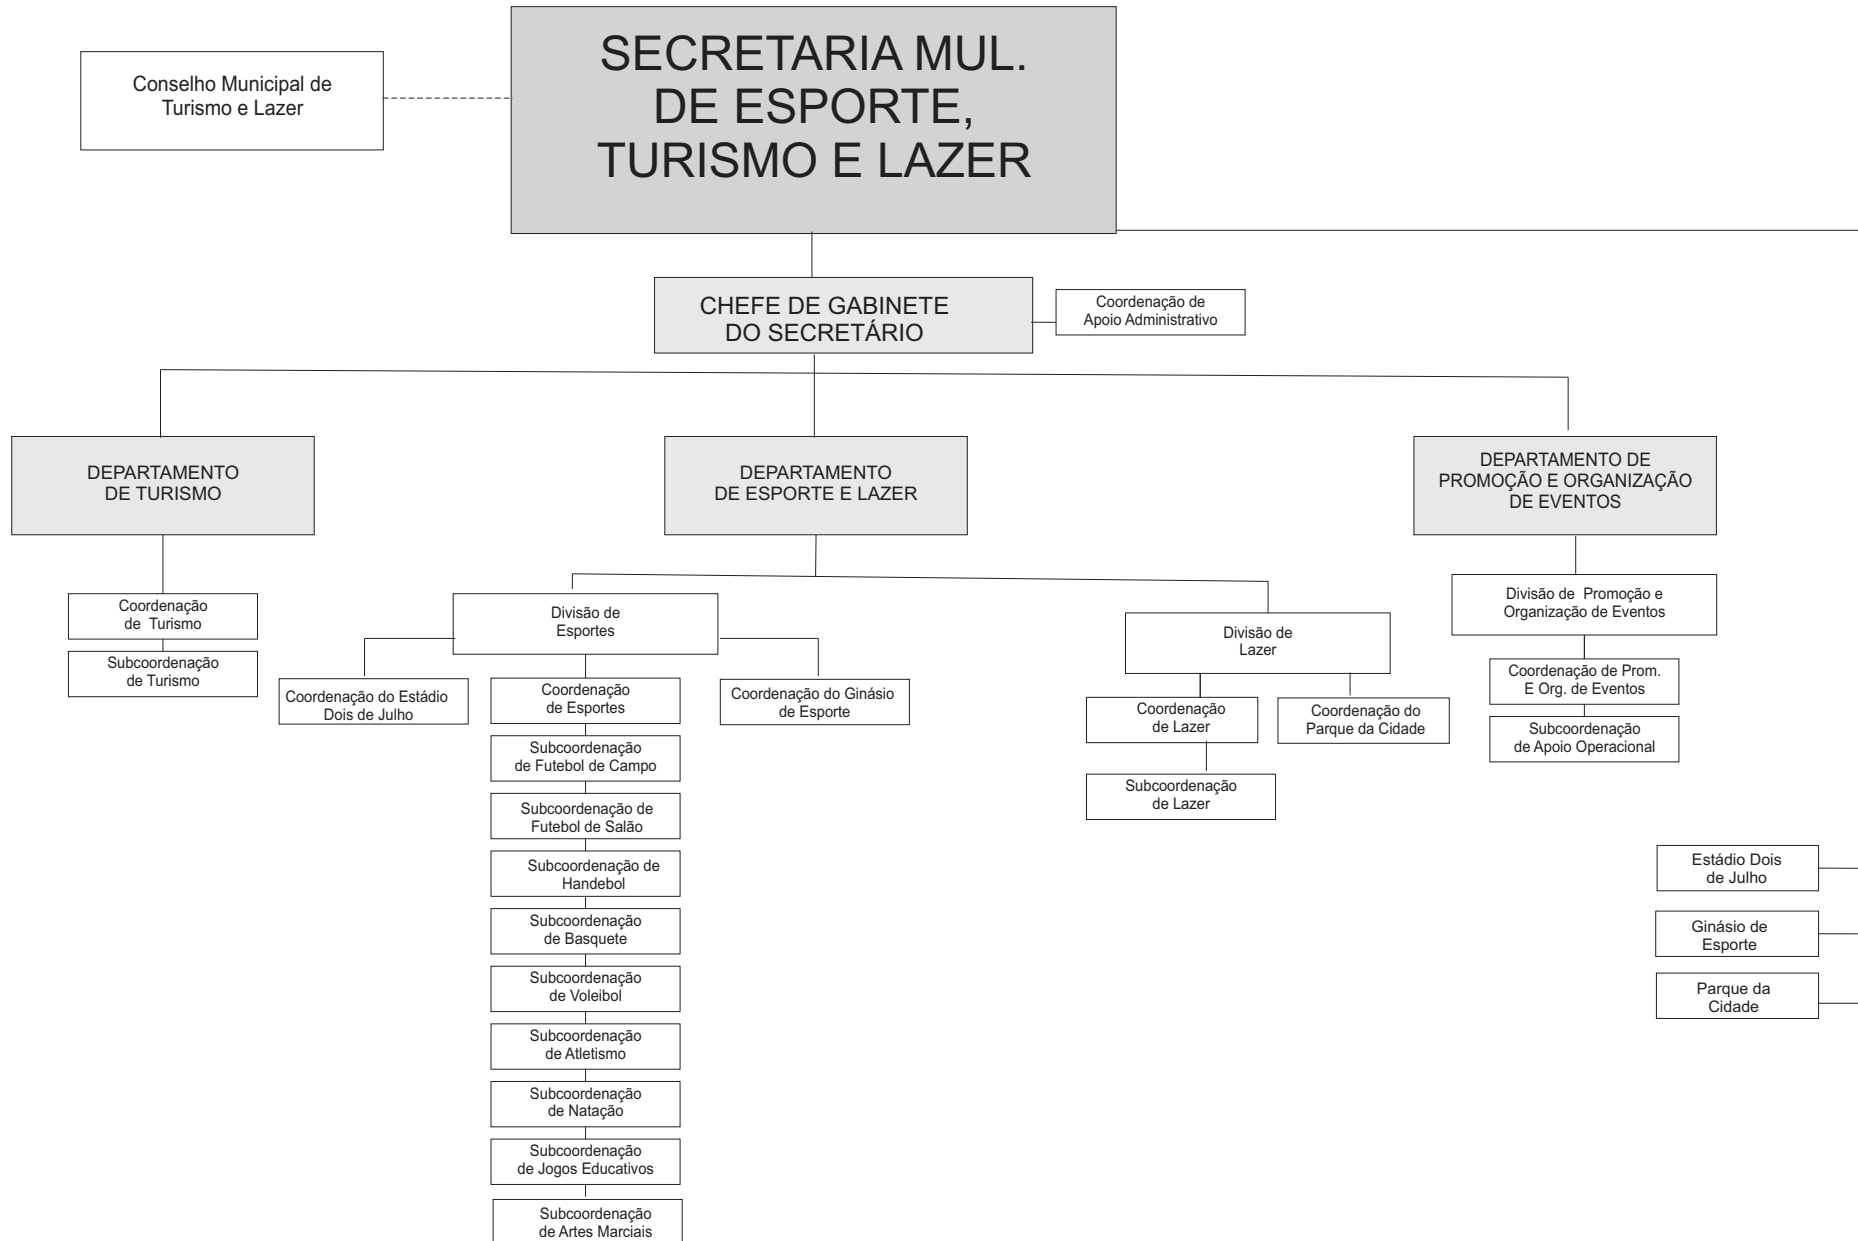 Conselho Municipal de
Turismo e Lazer
SECRETARIA MUL.
DE ESPORTE,
TURISMO E LAZER
CHEFE DE GABINETE
DO SECRETÁRIO
Coordenação de
Apoio Administrativo
DEPARTAMENTO
DE TURISMO
DEPARTAMENTO
DE ESPORTE E LAZER
DEPARTAMENTO DE
PROMOÇÃO E ORGANIZAÇÃO
DE EVENTOS
Coordenação
de Turismo
Subcoordenação
de Turismo
Divisão de
Esportes
Coordenação do Estádio
Dois de Julho
Coordenação
de Esportes
Coordenação do Ginásio
de Esporte
Subcoordenação
de Futebol de Campo
Subcoordenação de
Futebol de Salão
Subcoordenação de
Handebol
Subcoordenação
de Basquete
Subcoordenação
de Voleibol
Subcoordenação
de Atletismo
Subcoordenação
de Natação
Subcoordenação
de Jogos Educativos
Subcoordenação
de Artes Marciais
Divisão de
Lazer
Coordenação
de Lazer
Coordenação do
Parque da Cidade
Subcoordenação
de Lazer
Divisão de Promoção e
Organização de Eventos
Coordenação de Prom.
E Org. de Eventos
Subcoordenação
de Apoio Operacional
Estádio Dois
de Julho
Ginásio de
Esporte
Parque da
Cidade